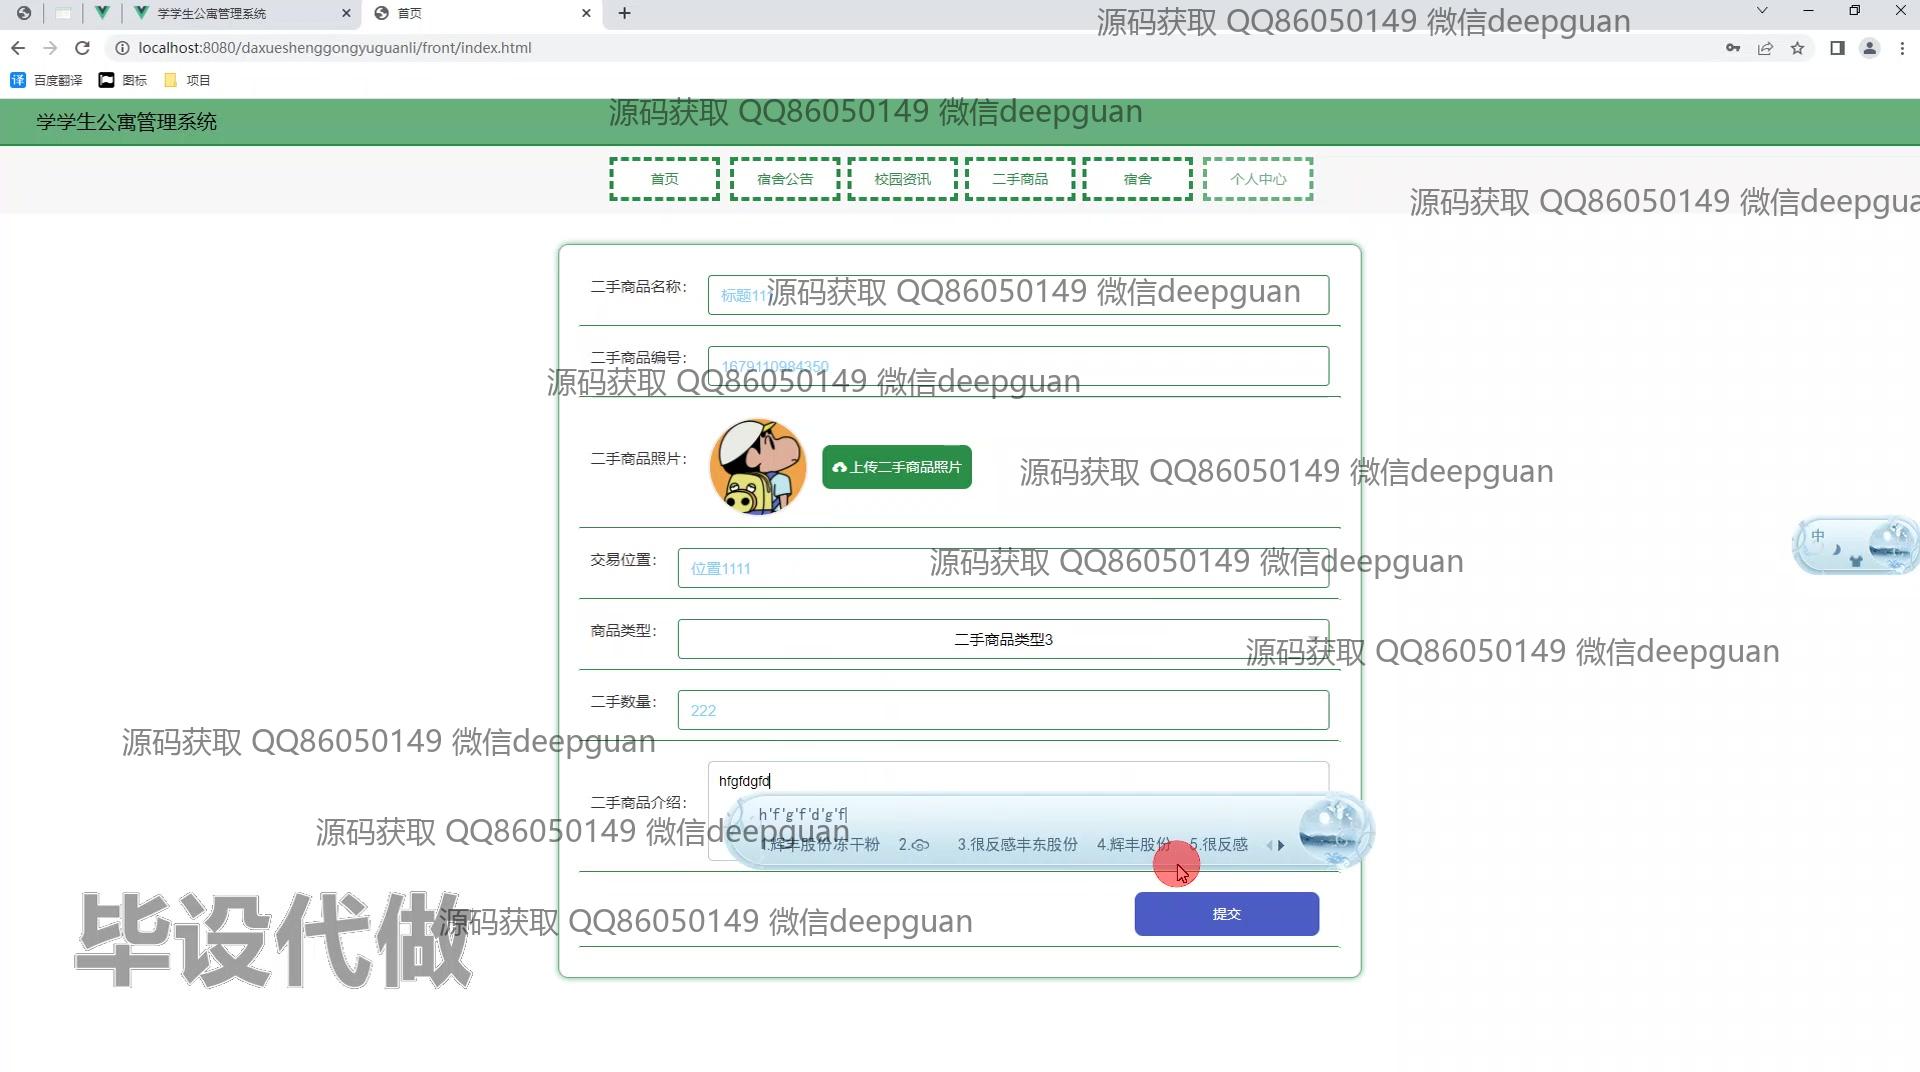 学学生公寓管理系统
首页
源码获取 QQ86050149 微信deepguan
localhost:8080/daxueshenggongyuguanli/front/index.html
译 百度翻译 图标 项目
学学生公寓管理系统
源码获取 QQ86050149 微信deepguan
首页 宿舍公告 校园资讯 二手商品 宿舍 个人中心
源码获取 QQ86050149 微信deepgua
二手商品名称：
标题11
源码获取 QQ86050149 微信deepguan
二手商品编号：
1679110984350
源码获取 QQ86050149 微信deepguan
二手商品照片：
上传二手商品照片
源码获取 QQ86050149 微信deepguan
中
交易位置：
位置1111
源码获取 QQ86050149 微信deepguan
商品类型：
二手商品类型3
源码获取 QQ86050149 微信deepguan
二手数量：
222
源码获取 QQ86050149 微信deepguan
二手商品介绍：
hfgfdgfd
h'f'g'f'd'g'f
源码获取 QQ86050149 微信deepguan
1.辉丰股份冻干粉 2. 3.很反感丰东股份 4.辉丰股份 5.很反感
毕设代做
源码获取 QQ86050149 微信deepguan
提交